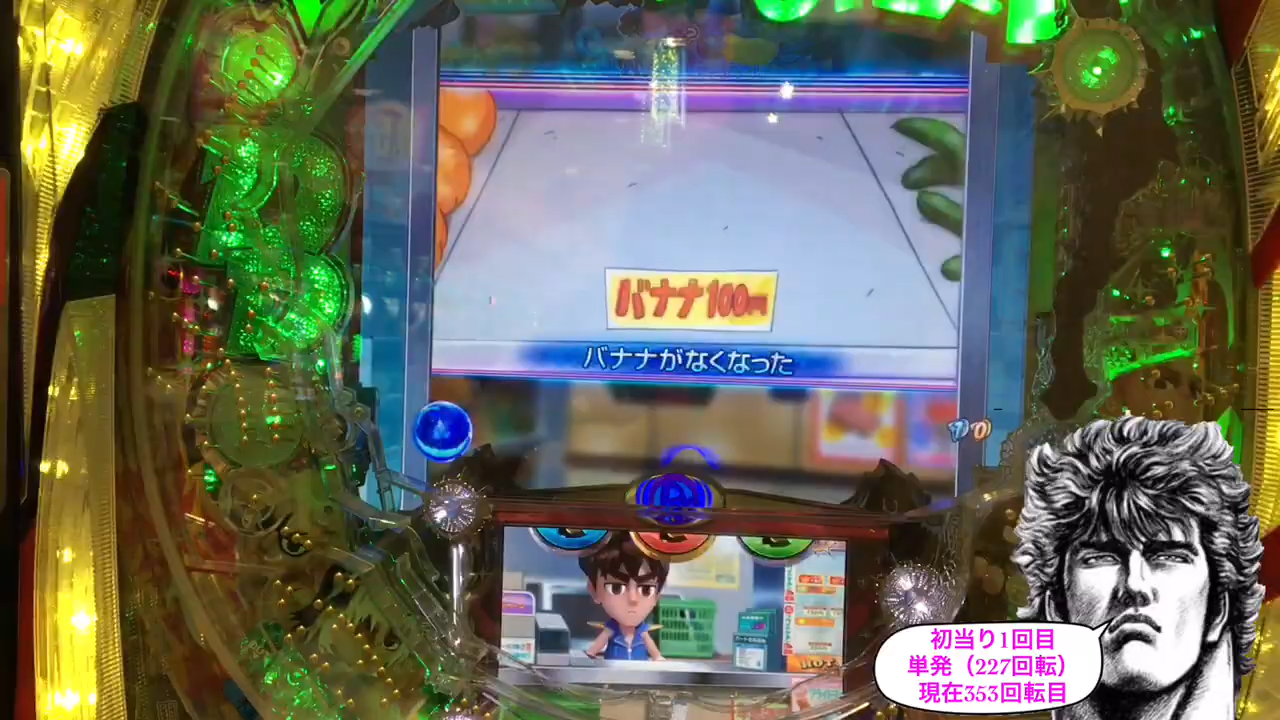 バナナ100円
バナナがなくなった
初当り1回目
単発（227回転）
現在353回転目